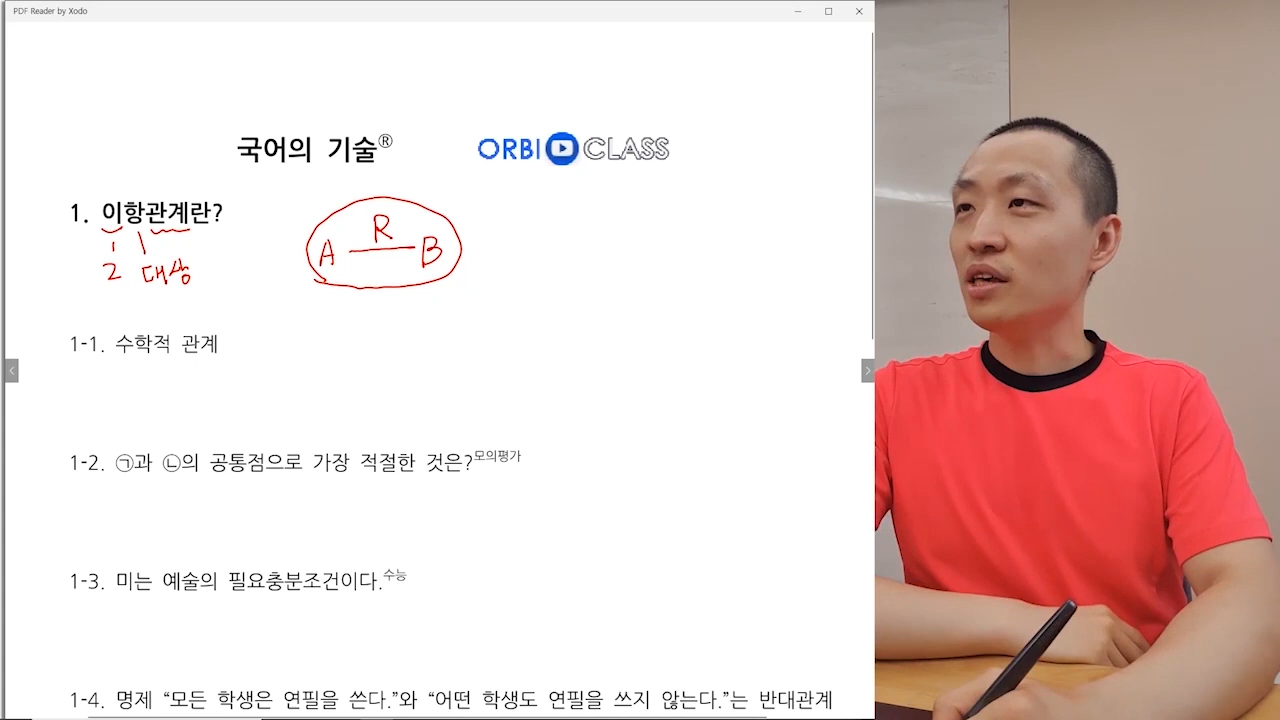 PDF Reader by Xodo
국어의 기술®
ORBI CLASS
1. 이항관계란?
2 대상
A R B
1-1. 수학적 관계
1-2. ㉠과 ㉡의 공통점으로 가장 적절한 것은?모의평가
1-3. 미는 예술의 필요충분조건이다.수능
1-4. 명제 “모든 학생은 연필을 쓴다.”와 “어떤 학생도 연필을 쓰지 않는다.”는 반대관계